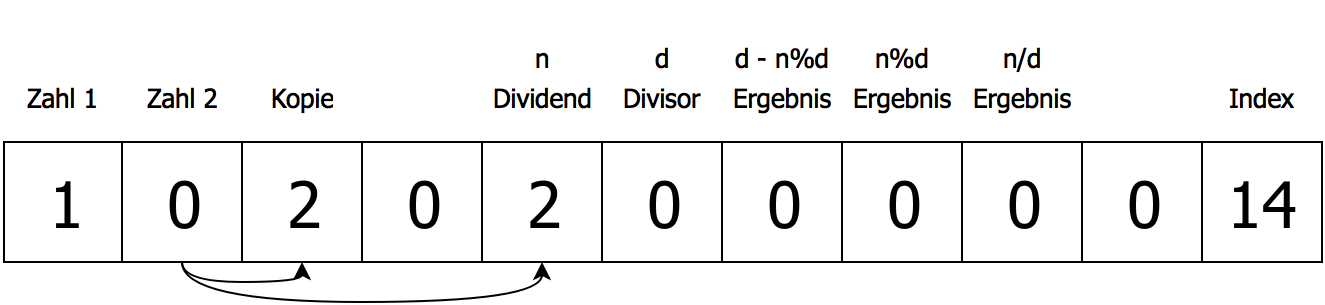 n d d - n%d n%d n/d
Zahl 1 Zahl 2 Kopie Dividend Divisor Ergebnis Ergebnis Ergebnis Index
1 0 2 0 2 0 0 0 0 0 14